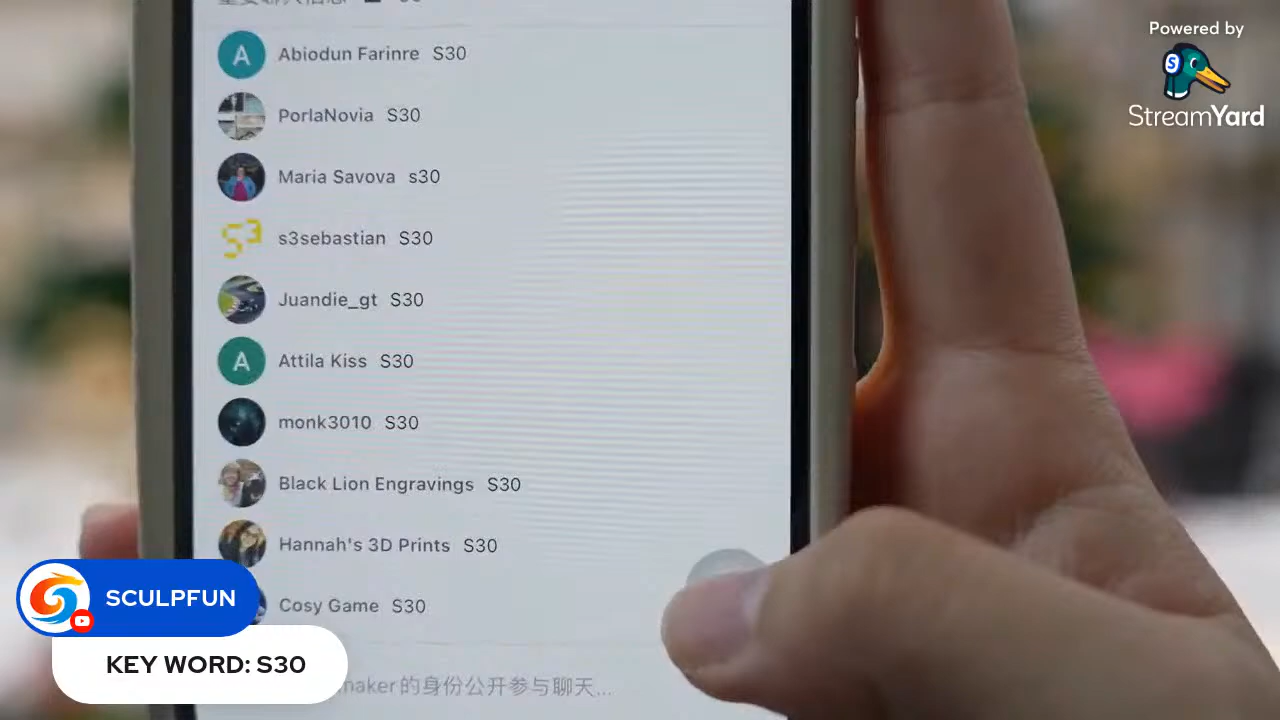 Powered by
StreamYard
Abiodun Farinre S30
PorlaNovia S30
Maria Savova s30
s3sebastian S30
Juandie_gt S30
Attila Kiss S30
monk3010 S30
Black Lion Engravings S30
Hannah's 3D Prints S30
Cosy Game S30
maker的身份公开参与聊天...
SCULPFUN
KEY WORD: S30